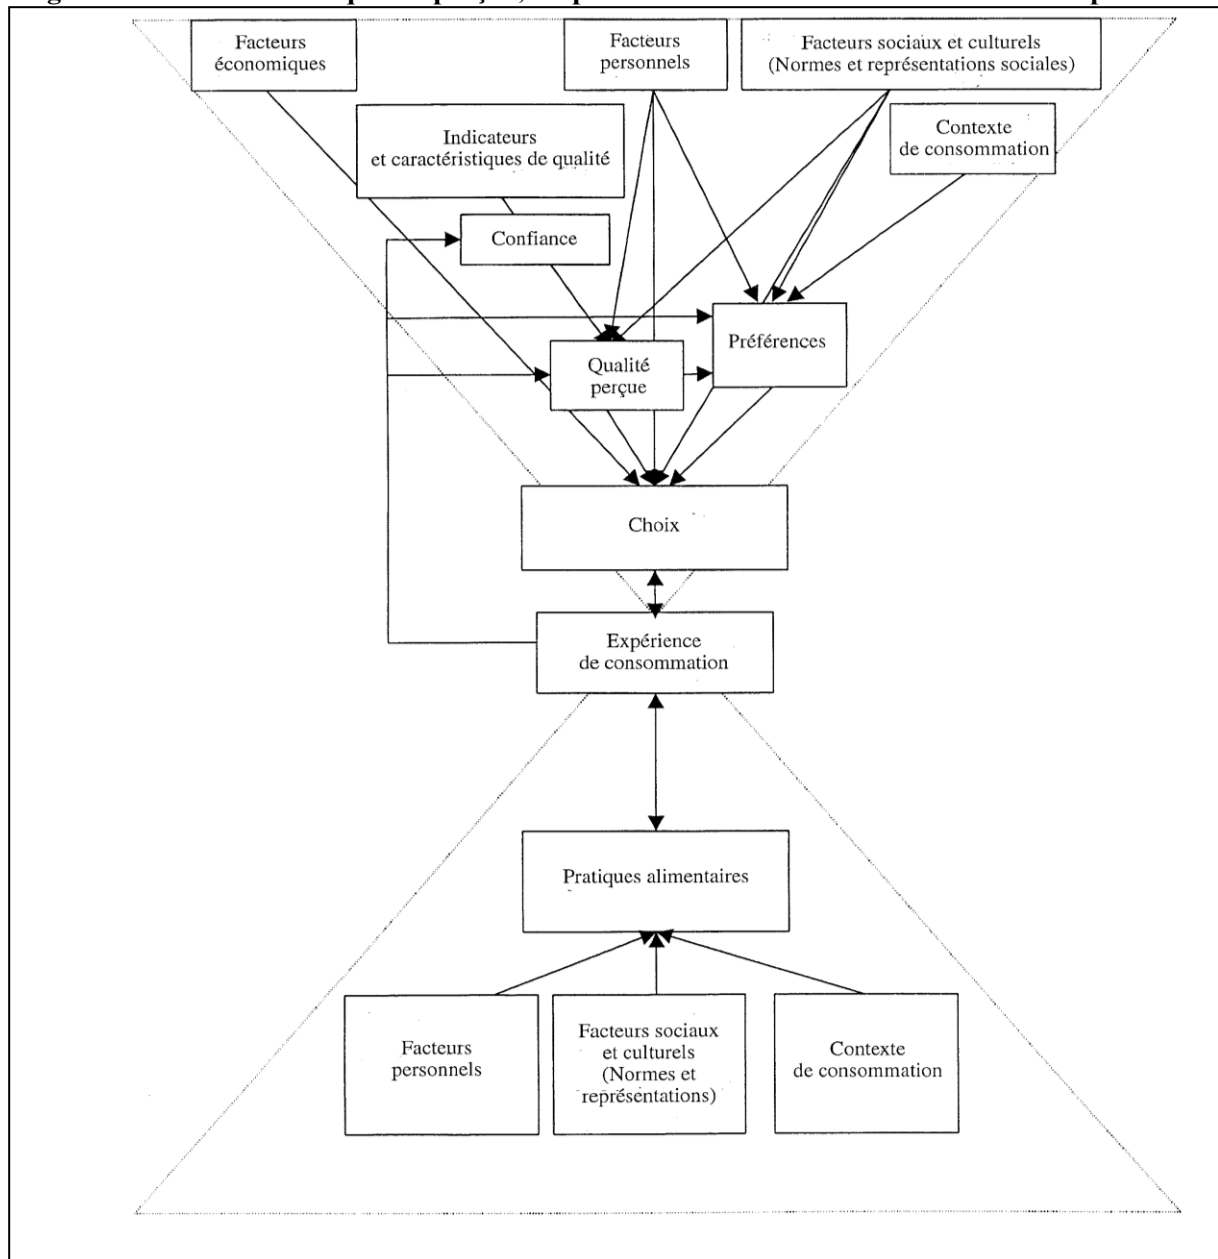 Facteurs
économiques
Facteurs
personnels
Facteurs sociaux et culturels
(Normes et représentations sociales)
Indicateurs
et caractéristiques de qualité
Contexte
de consommation
Confiance
Préférences
Qualité
perçue
Choix
Expérience
de consommation
Pratiques alimentaires
Facteurs
personnels
Facteurs sociaux
et culturels
(Normes et
représentations)
Contexte
de consommation